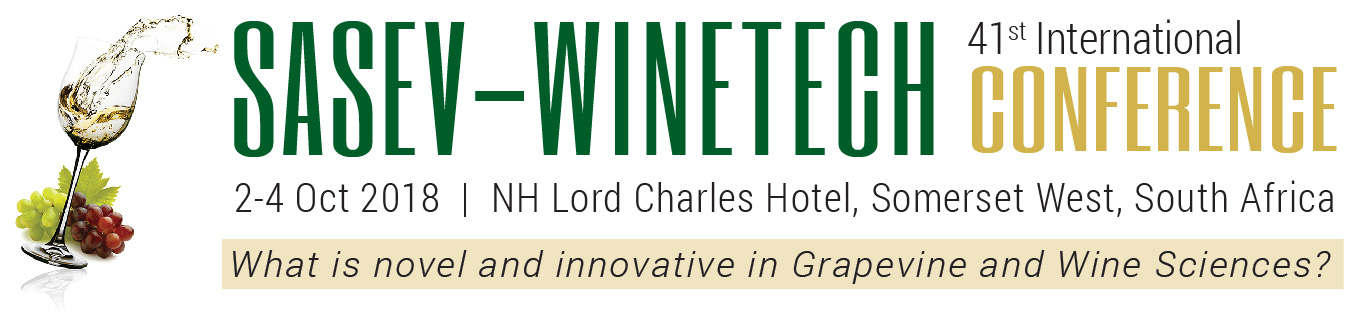 SASEV–WINETECH
41st International
CONFERENCE
2-4 Oct 2018 | NH Lord Charles Hotel, Somerset West, South Africa
What is novel and innovative in Grapevine and Wine Sciences?